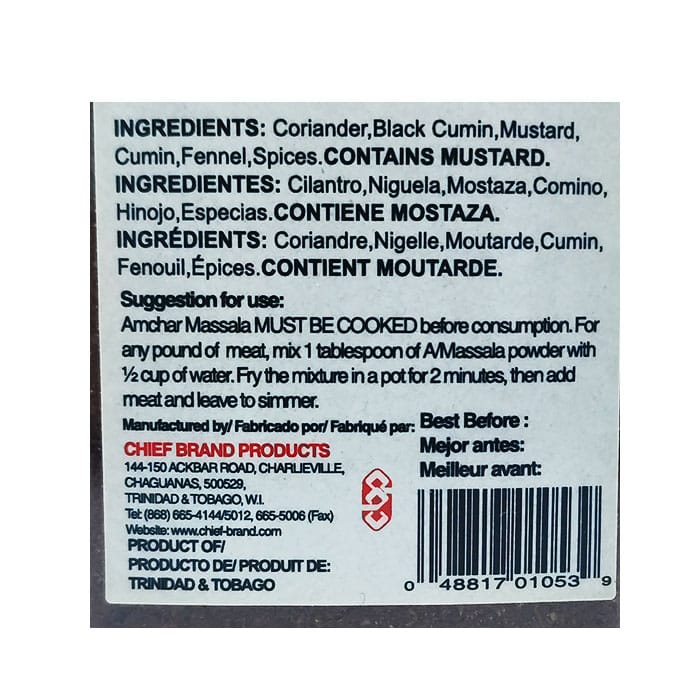 INGREDIENTS: Coriander,Black Cumin,Mustard,
Cumin,Fennel,Spices.CONTAINS MUSTARD.
INGREDIENTES: Cilantro,Niguela,Mostaza,Comino,
Hinojo,Especias.CONTIENE MOSTAZA.
INGRÉDIENTS: Coriandre,Nigelle,Moutarde,Cumin,
Fenouil,Épices.CONTIENT MOUTARDE.
Suggestion for use:
Amchar Massala MUST BE COOKED before consumption. For
any pound of meat, mix 1 tablespoon of A/Massala powder with
½ cup of water. Fry the mixture in a pot for 2 minutes, then add
meat and leave to simmer.
Manufactured by/ Fabricado por/ Fabriqué par:
CHIEF BRAND PRODUCTS
144-150 ACKBAR ROAD, CHARLIEVILLE,
CHAGUANAS, 500529,
TRINIDAD & TOBAGO, W.I.
Tel: (868) 665-4144/5012, 665-5006 (Fax)
Website: www.chief-brand.com
PRODUCT OF/
PRODUCTO DE/ PRODUIT DE:
TRINIDAD & TOBAGO
Best Before :
Mejor antes:
Meilleur avant:
0 48817 01053 9